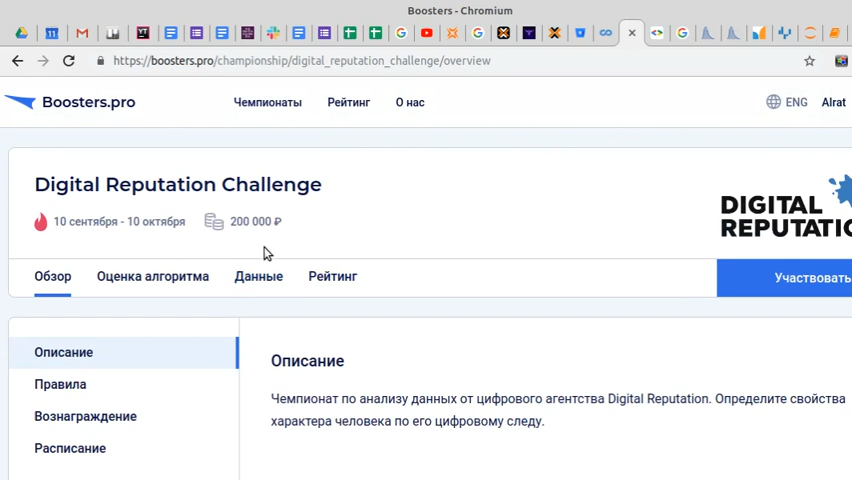 Boosters - Chromium
https://boosters.pro/championship/digital_reputation_challenge/overview
Boosters.pro
Чемпионаты
Рейтинг
О нас
ENG
Alrat
Digital Reputation Challenge
10 сентября - 10 октября
200 000 ₽
DIGITAL
Обзор
Оценка алгоритма
Данные
Рейтинг
Участвовать
Описание
Правила
Вознаграждение
Расписание
Описание
Чемпионат по анализу данных от цифрового агентства Digital Reputation. Определите свойства
характера человека по его цифровому следу.